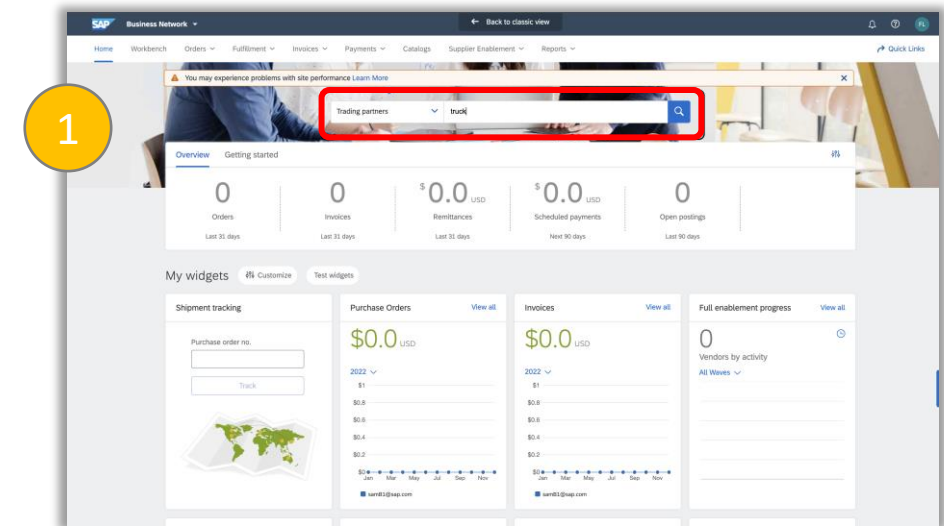 SAP Business Network
← Back to classic view
FL
Home Workbench Orders Fulfillment Invoices Payments Catalogs Supplier Enablement Reports Quick Links
You may experience problems with site performance Learn More
1
Trading partners truck
Overview Getting started
0 0 $ 0.0 USD $ 0.0 USD 0
Orders Invoices Remittances Scheduled payments Open postings
Last 31 days Last 31 days Last 31 days Next 90 days Last 90 days
My widgets Customize Test widgets
Shipment tracking Purchase Orders View all Invoices View all Full enablement progress View all
Purchase order no. $0.0 USD $0.0 USD 0
Vendors by activity
Track 2022 2022 All Waves
$1 $1
$0.8 $0.8
$0.6 $0.6
$0.4 $0.4
$0.2 $0.2
$0 $0
Jan Mar May Jul Sep Nov Jan Mar May Jul Sep Nov
samB1@sap.com samB1@sap.com